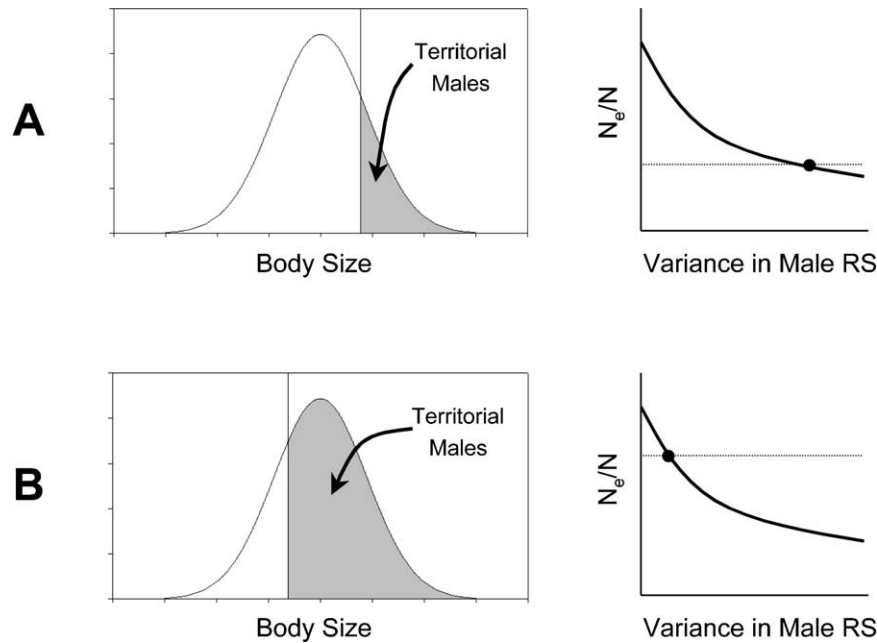 A
Territorial
Males
Body Size
Nₑ/N
Variance in Male RS
B
Territorial
Males
Body Size
Nₑ/N
Variance in Male RS